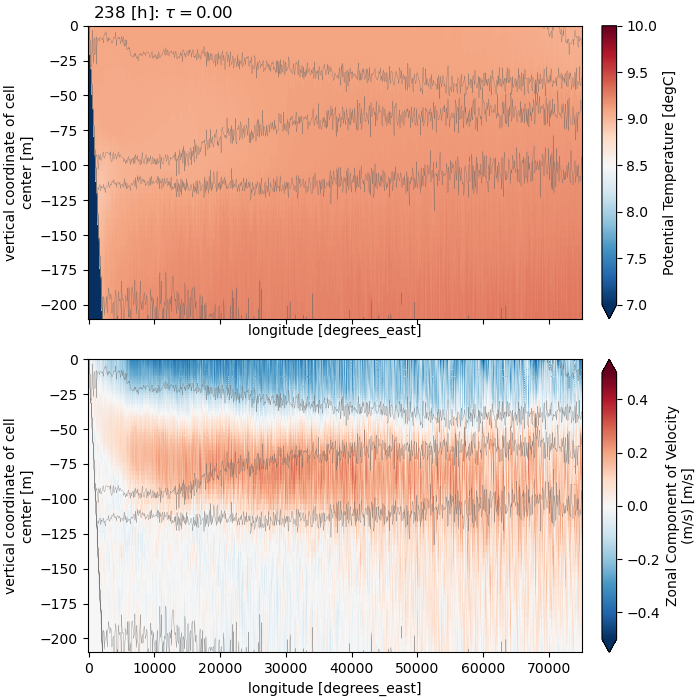 238 [h]: τ = 0.00
0
−25
−50
−75
−100
−125
−150
−175
−200
vertical coordinate of cell
center [m]
longitude [degrees_east]
10.0
9.5
9.0
8.5
8.0
7.5
7.0
Potential Temperature [degC]
0
−25
−50
−75
−100
−125
−150
−175
−200
vertical coordinate of cell
center [m]
0 10000 20000 30000 40000 50000 60000 70000
longitude [degrees_east]
0.4
0.2
0.0
−0.2
−0.4
Zonal Component of Velocity
(m/s) [m/s]